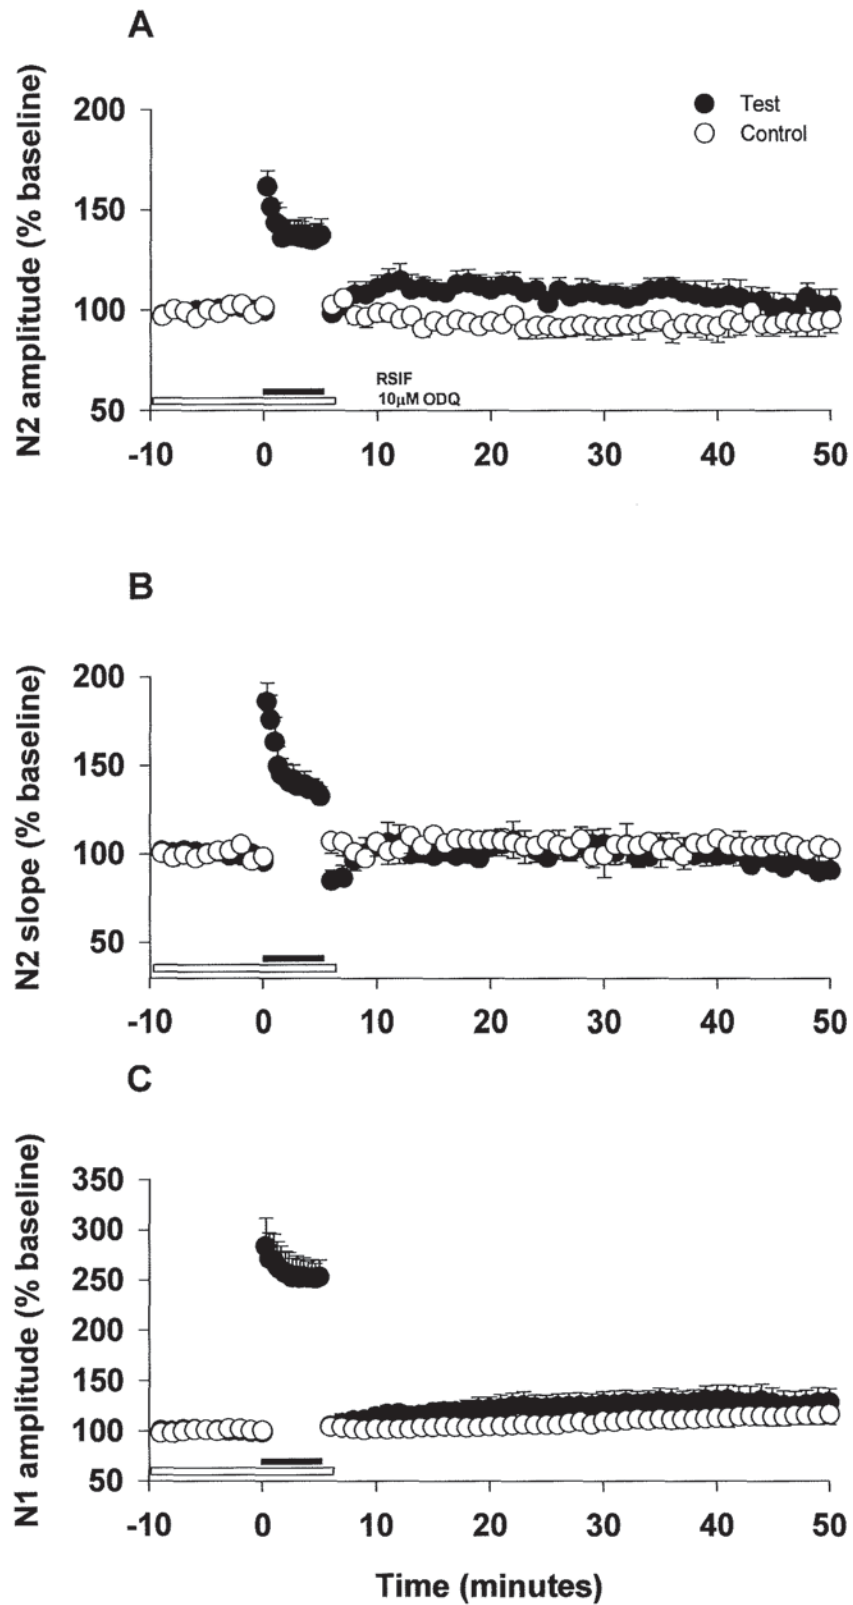 A
N2 amplitude (% baseline)
200
150
100
50
Test
Control
RSIF
10µM ODQ
-10 0 10 20 30 40 50
B
N2 slope (% baseline)
200
150
100
50
-10 0 10 20 30 40 50
C
N1 amplitude (% baseline)
350
300
250
200
150
100
50
-10 0 10 20 30 40 50
Time (minutes)